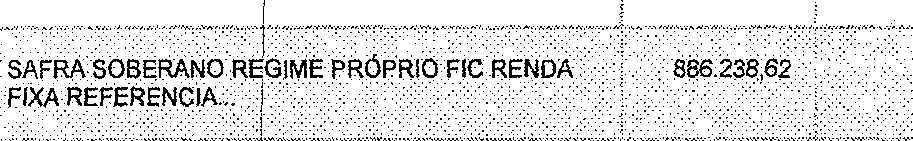 SAFRA SOBERANO REGIME PRÓPRIO FIC RENDA 886.238,62
FIXA REFERENCIA...